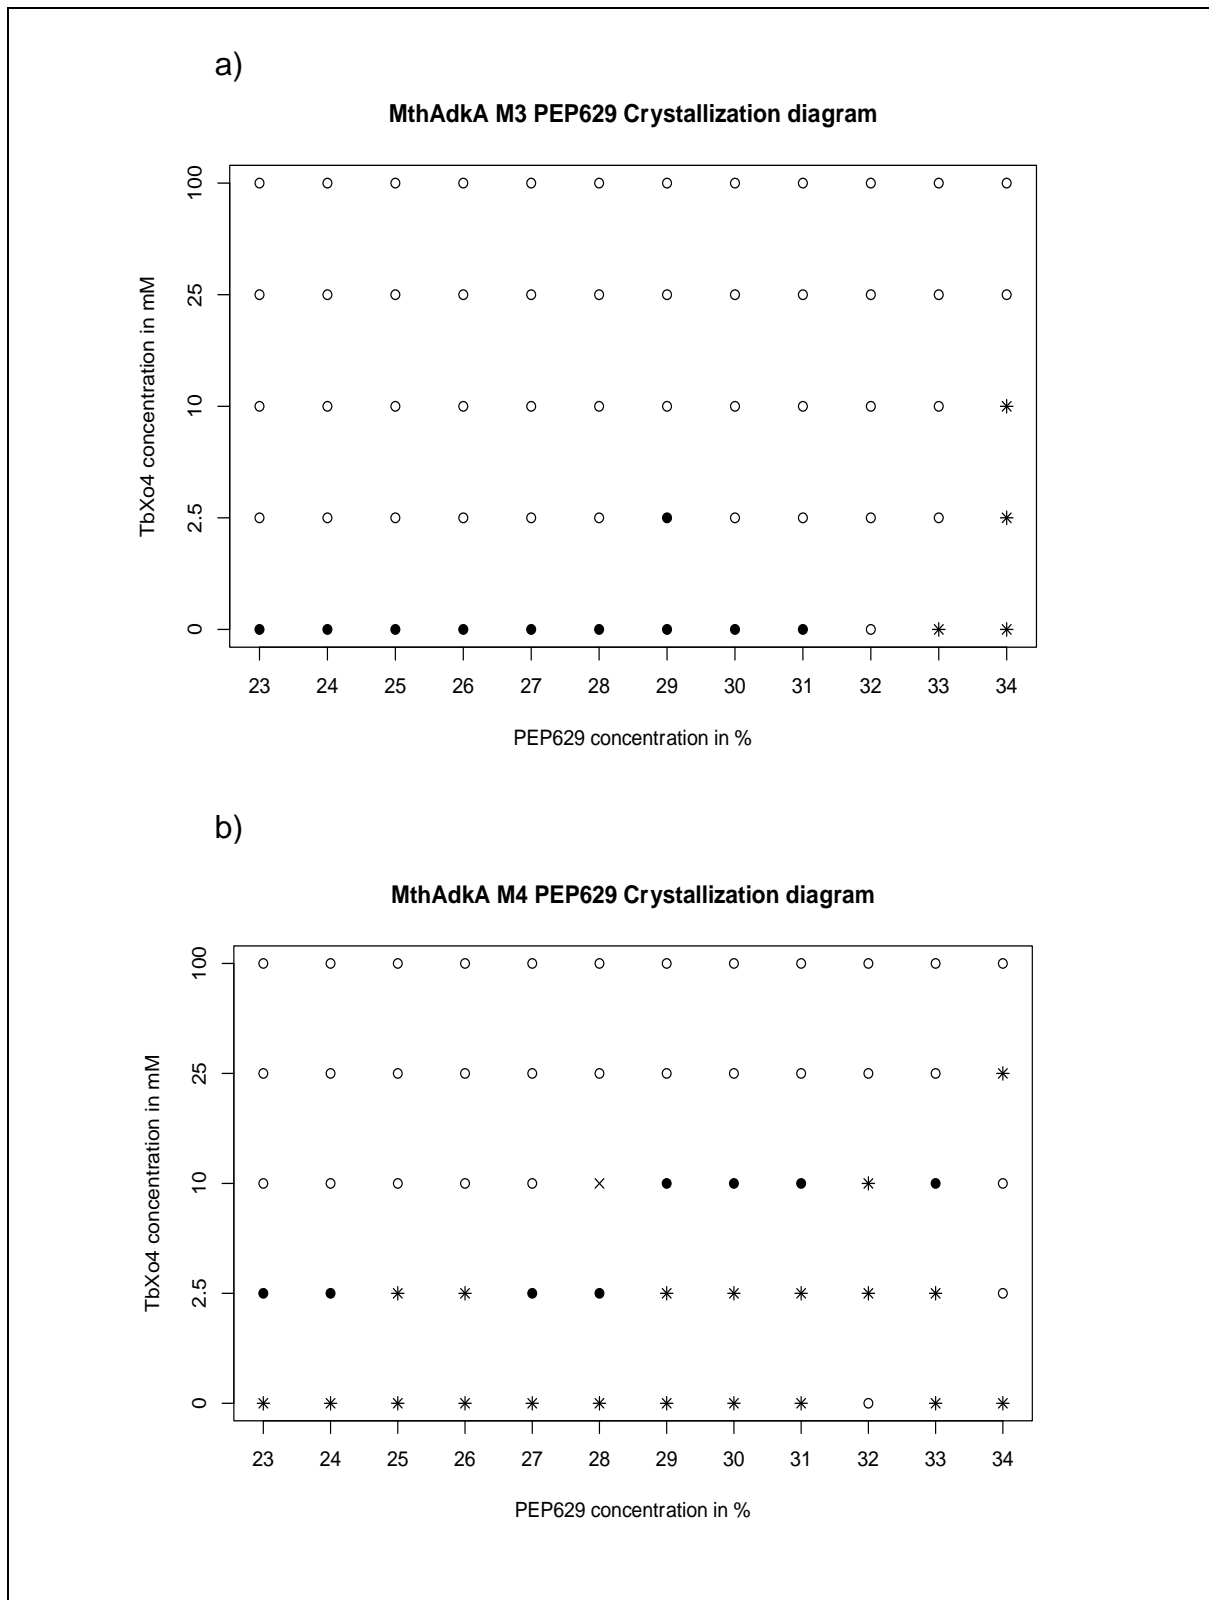 a)
MthAdkA M3 PEP629 Crystallization diagram
100
25
10
2.5
0
TbXo4 concentration in mM
23 24 25 26 27 28 29 30 31 32 33 34
PEP629 concentration in %
b)
MthAdkA M4 PEP629 Crystallization diagram
100
25
10
2.5
0
TbXo4 concentration in mM
23 24 25 26 27 28 29 30 31 32 33 34
PEP629 concentration in %